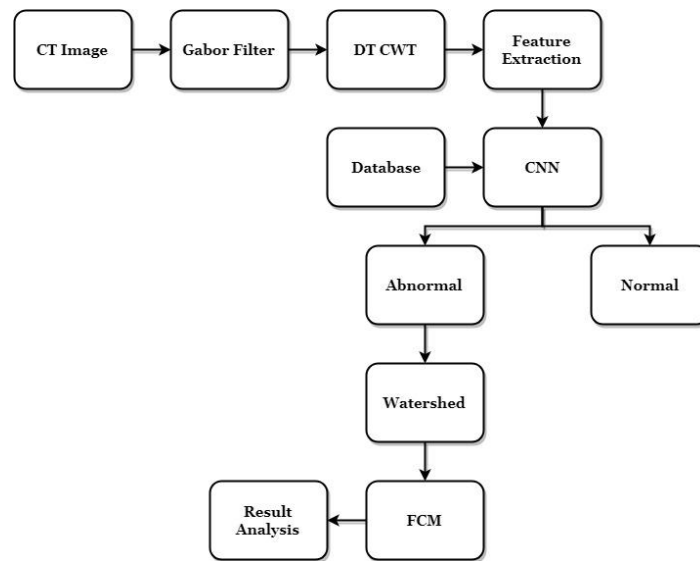 CT Image
Gabor Filter
DT CWT
Feature
Extraction
Database
CNN
Abnormal
Normal
Watershed
Result
Analysis
FCM